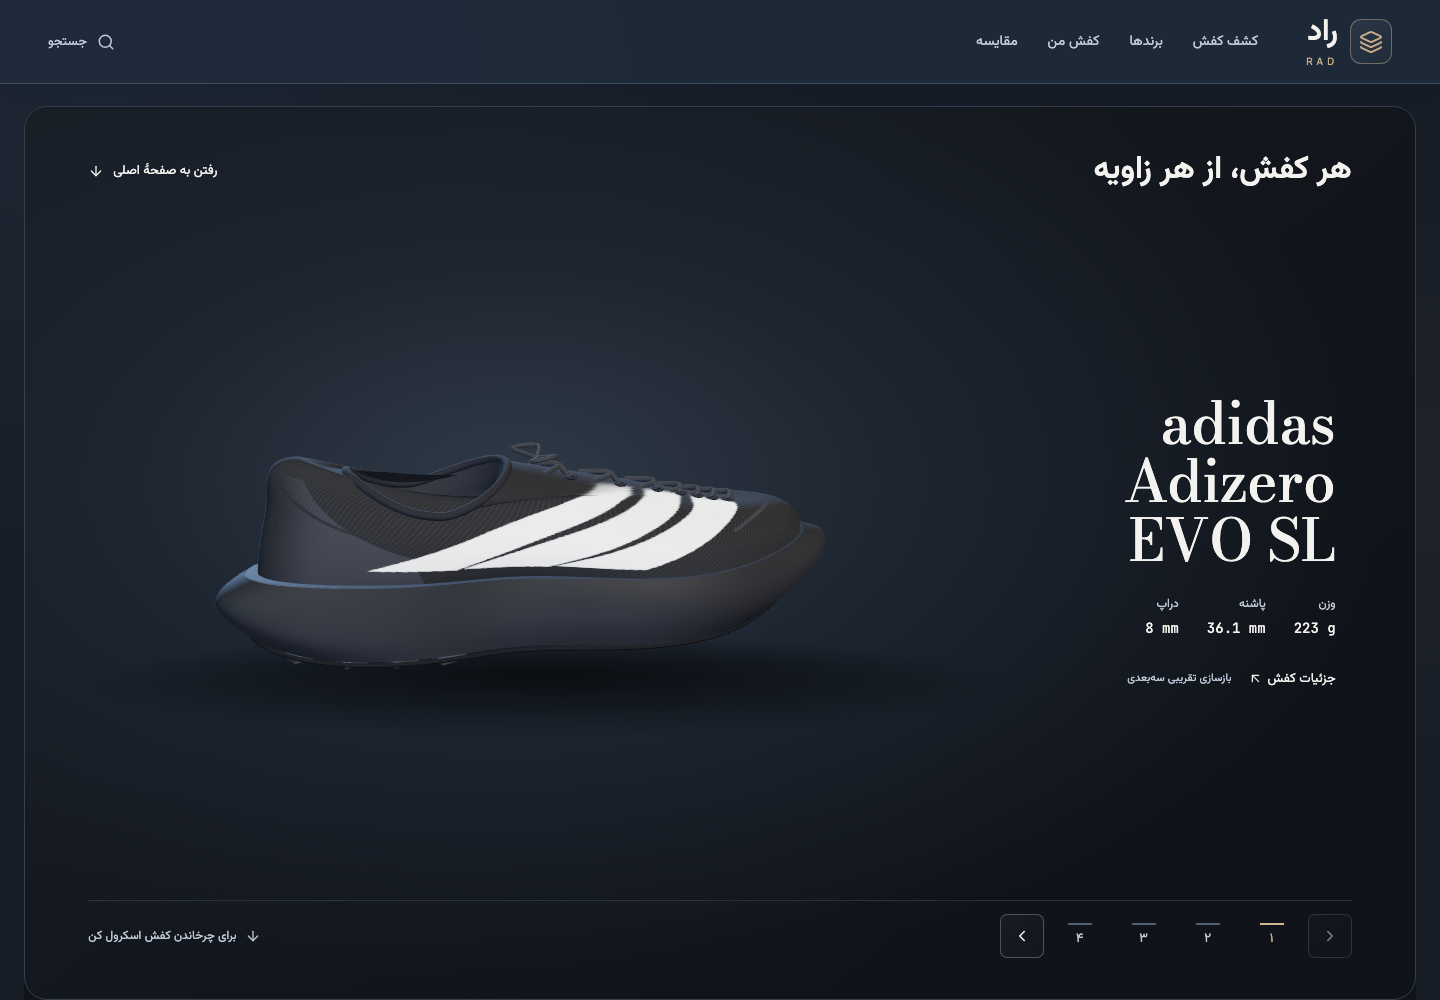 راد
RAD
کشف کفش
برندها
کفش من
مقایسه
جستجو
هر کفش، از هر زاویه
رفتن به صفحهٔ اصلی
adidas
Adizero
EVO SL
وزن
پاشنه
دراپ
223 g
36.1 mm
8 mm
جزئیات کفش
بازسازی تقریبی سه‌بعدی
۱
۲
۳
۴
برای چرخاندن کفش اسکرول کن